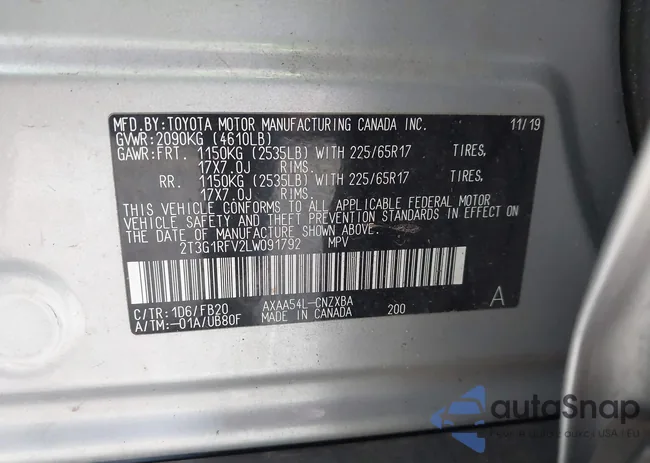 MFD.BY:TOYOTA MOTOR MANUFACTURING CANADA INC. 11/19
GVWR:2090KG (4610LB)
GAWR:FRT. 1150KG (2535LB) WITH 225/65R17 TIRES,
17X7.0J RIMS.
RR. 1150KG (2535LB) WITH 225/65R17 TIRES,
17X7.0J RIMS.
THIS VEHICLE CONFORMS TO ALL APPLICABLE FEDERAL MOTOR
VEHICLE SAFETY AND THEFT PREVENTION STANDARDS IN EFFECT ON
THE DATE OF MANUFACTURE SHOWN ABOVE.
2T3G1RFV2LW091792 MPV
C/TR:1D6/FB20 AXAA54L-CNZXBA 200 A
A/TM:-01A/UB80F MADE IN CANADA
autoSnap
USA | EU